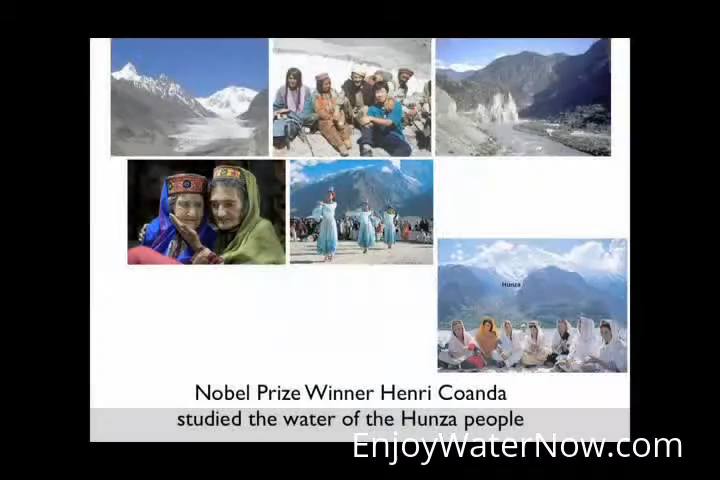 Hunza
Nobel Prize Winner Henri Coanda
studied the water of the Hunza people
EnjoyWaterNow.com